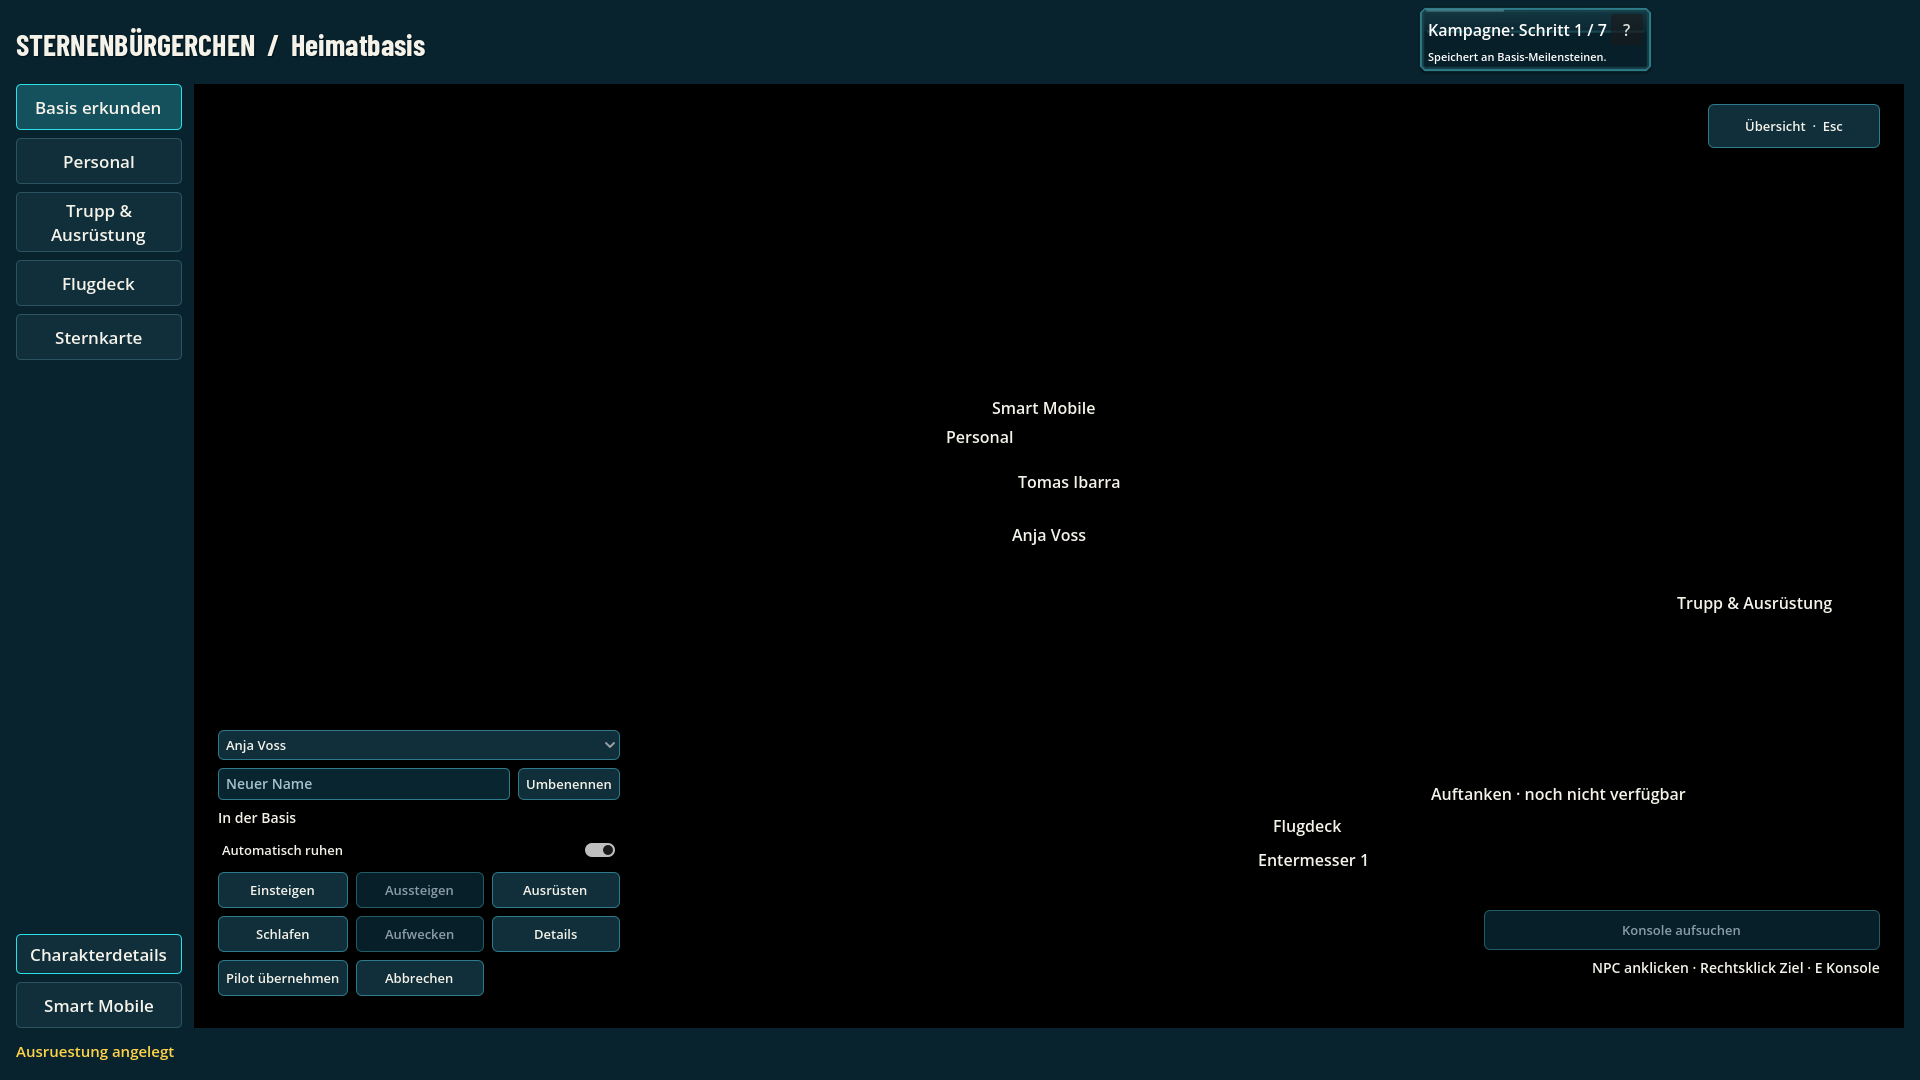 STERNENBÜRGERCHEN / Heimatbasis
Kampagne: Schritt 1 / 7 ?
Speichert an Basis-Meilensteinen.
Basis erkunden
Personal
Trupp &
Ausrüstung
Flugdeck
Sternkarte
Übersicht · Esc
Smart Mobile
Personal
Tomas Ibarra
Anja Voss
Trupp & Ausrüstung
Auftanken · noch nicht verfügbar
Flugdeck
Entermesser 1
Anja Voss
Neuer Name
Umbenennen
In der Basis
Automatisch ruhen
Einsteigen
Aussteigen
Ausrüsten
Schlafen
Aufwecken
Details
Pilot übernehmen
Abbrechen
Konsole aufsuchen
NPC anklicken · Rechtsklick Ziel · E Konsole
Charakterdetails
Smart Mobile
Ausruestung angelegt